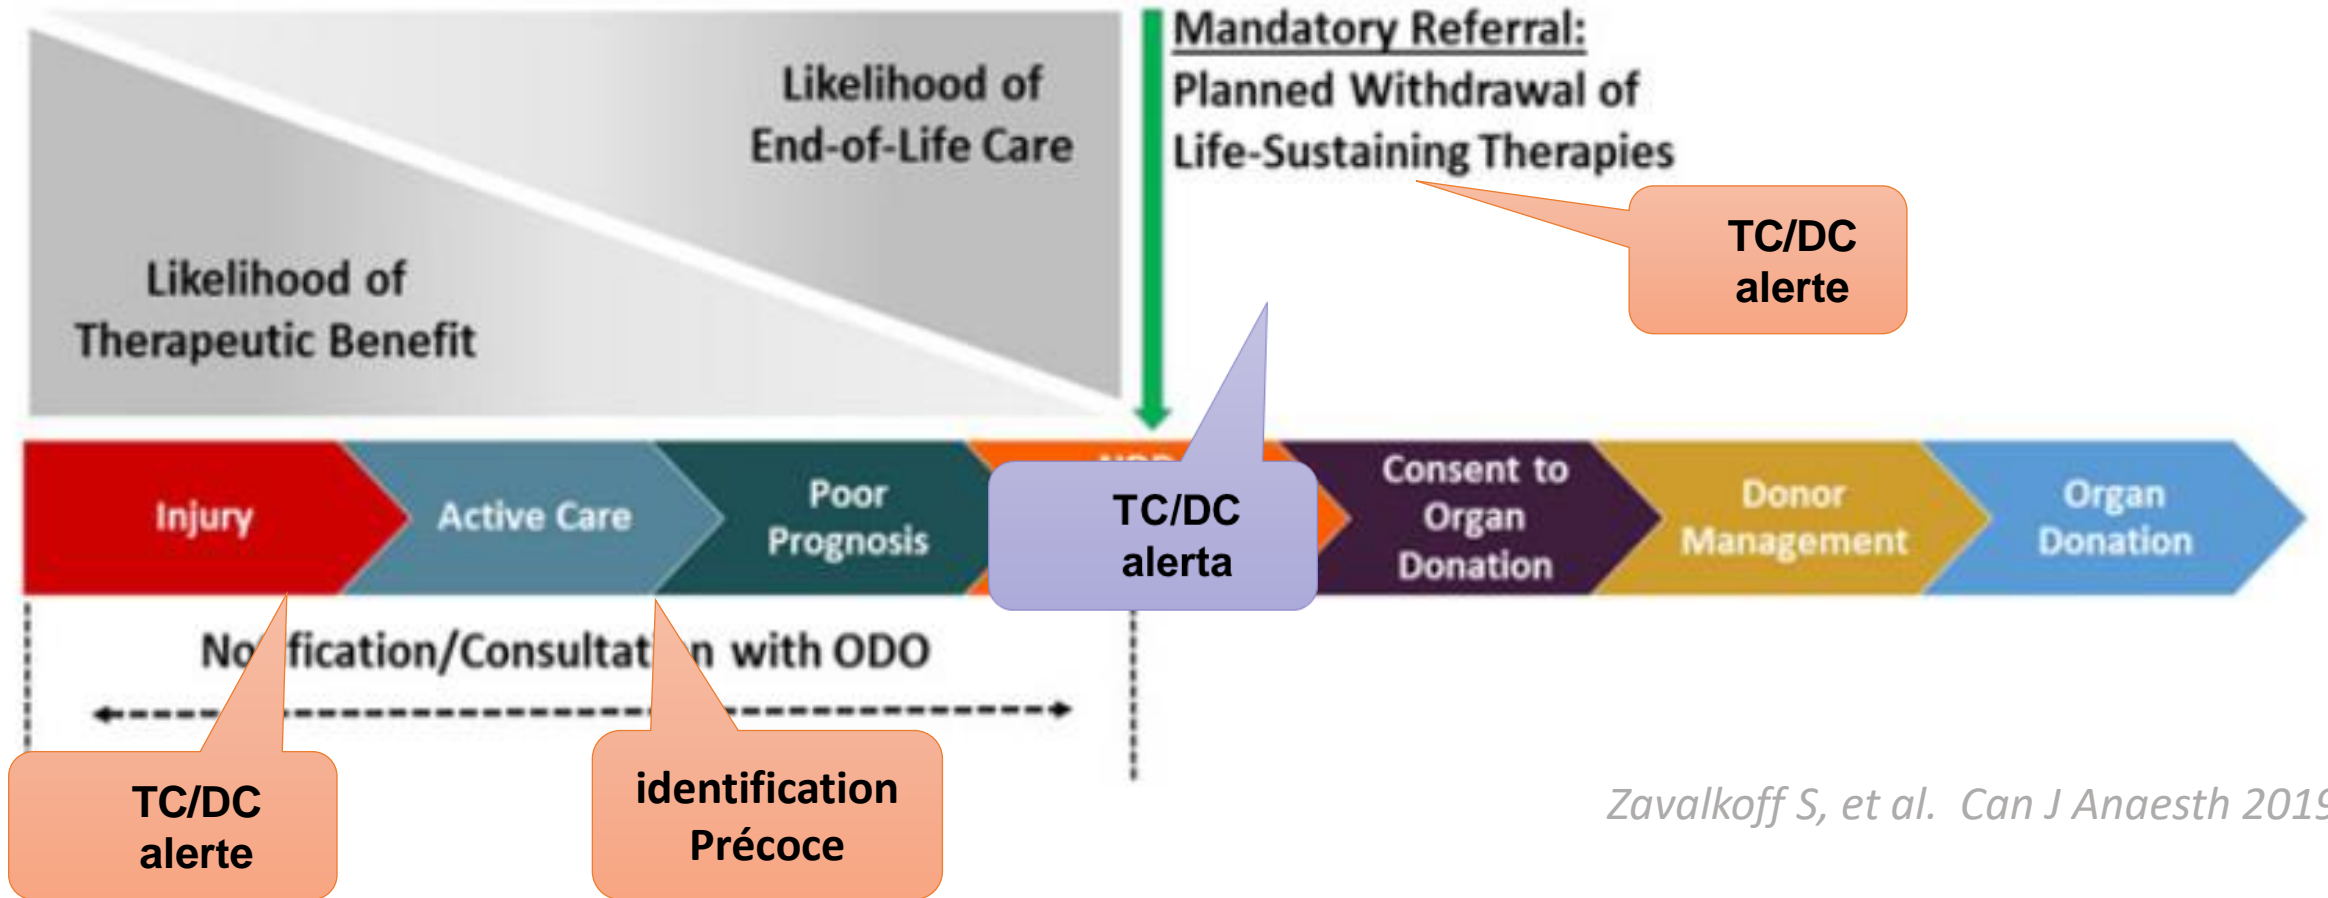 Mandatory Referral:
Planned Withdrawal of
Life-Sustaining Therapies
Likelihood of
End-of-Life Care
Likelihood of
Therapeutic Benefit
TC/DC
alerte
Injury
Active Care
Poor
Prognosis
TC/DC
alerta
Consent to
Organ
Donation
Donor
Management
Organ
Donation
with ODO
TC/DC
alerte
identification
Précoce
Zavalkoff S, et al. Can J Anaesth 2019